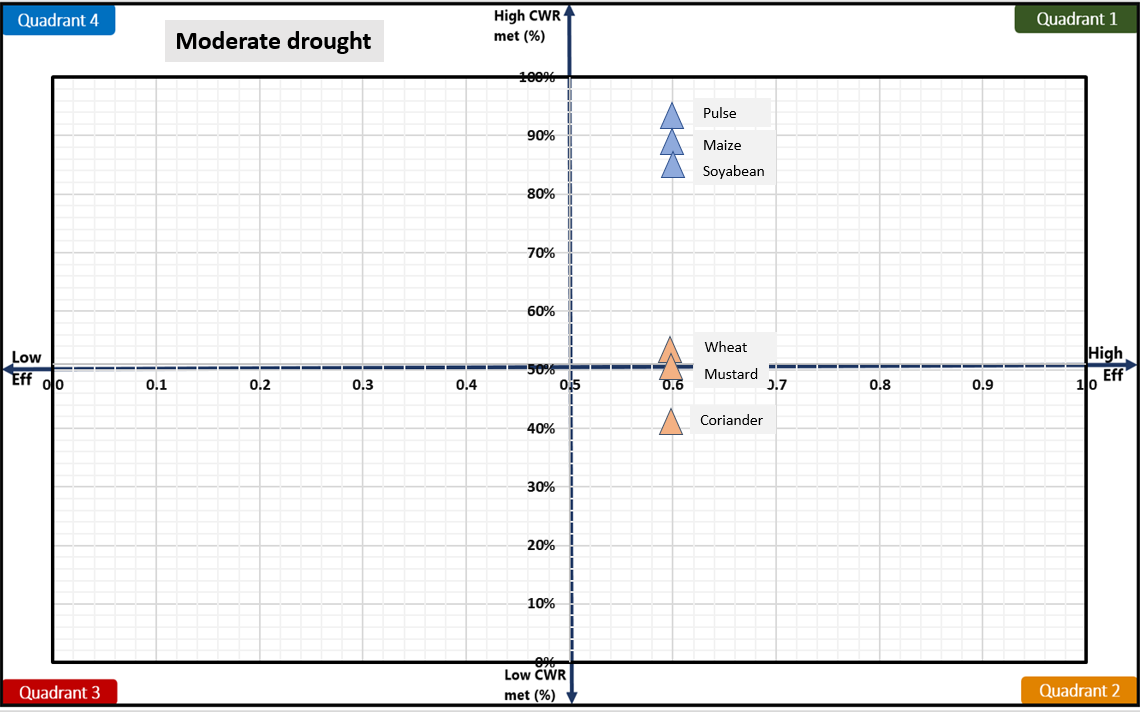 Quadrant 4
Moderate drought
High CWR
met (%)
Quadrant 1
100%
Pulse
90%
Maize
Soyabean
80%
70%
60%
Wheat
Low
High
50%
Mustard
Eff
Eff
0.0 0.1 0.2 0.3 0.4 0.5 0.6 0.7 0.8 0.9 1.0
Coriander
40%
30%
20%
10%
0%
Low CWR
met (%)
Quadrant 3
Quadrant 2